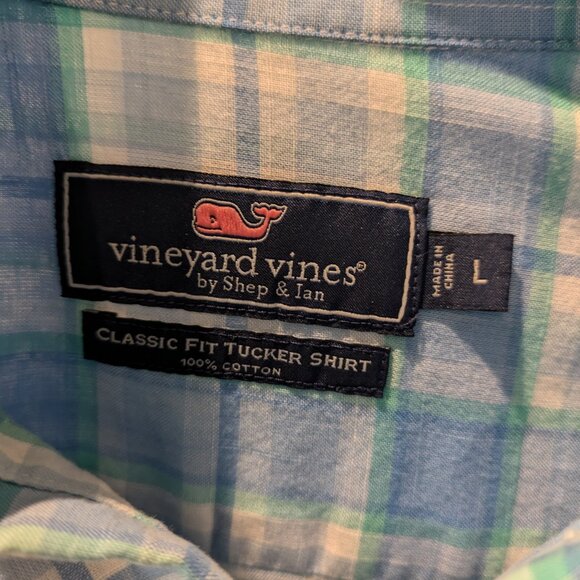 vineyard vines®
by Shep & Ian
MADE IN
CHINA
L
CLASSIC FIT TUCKER SHIRT
100% COTTON